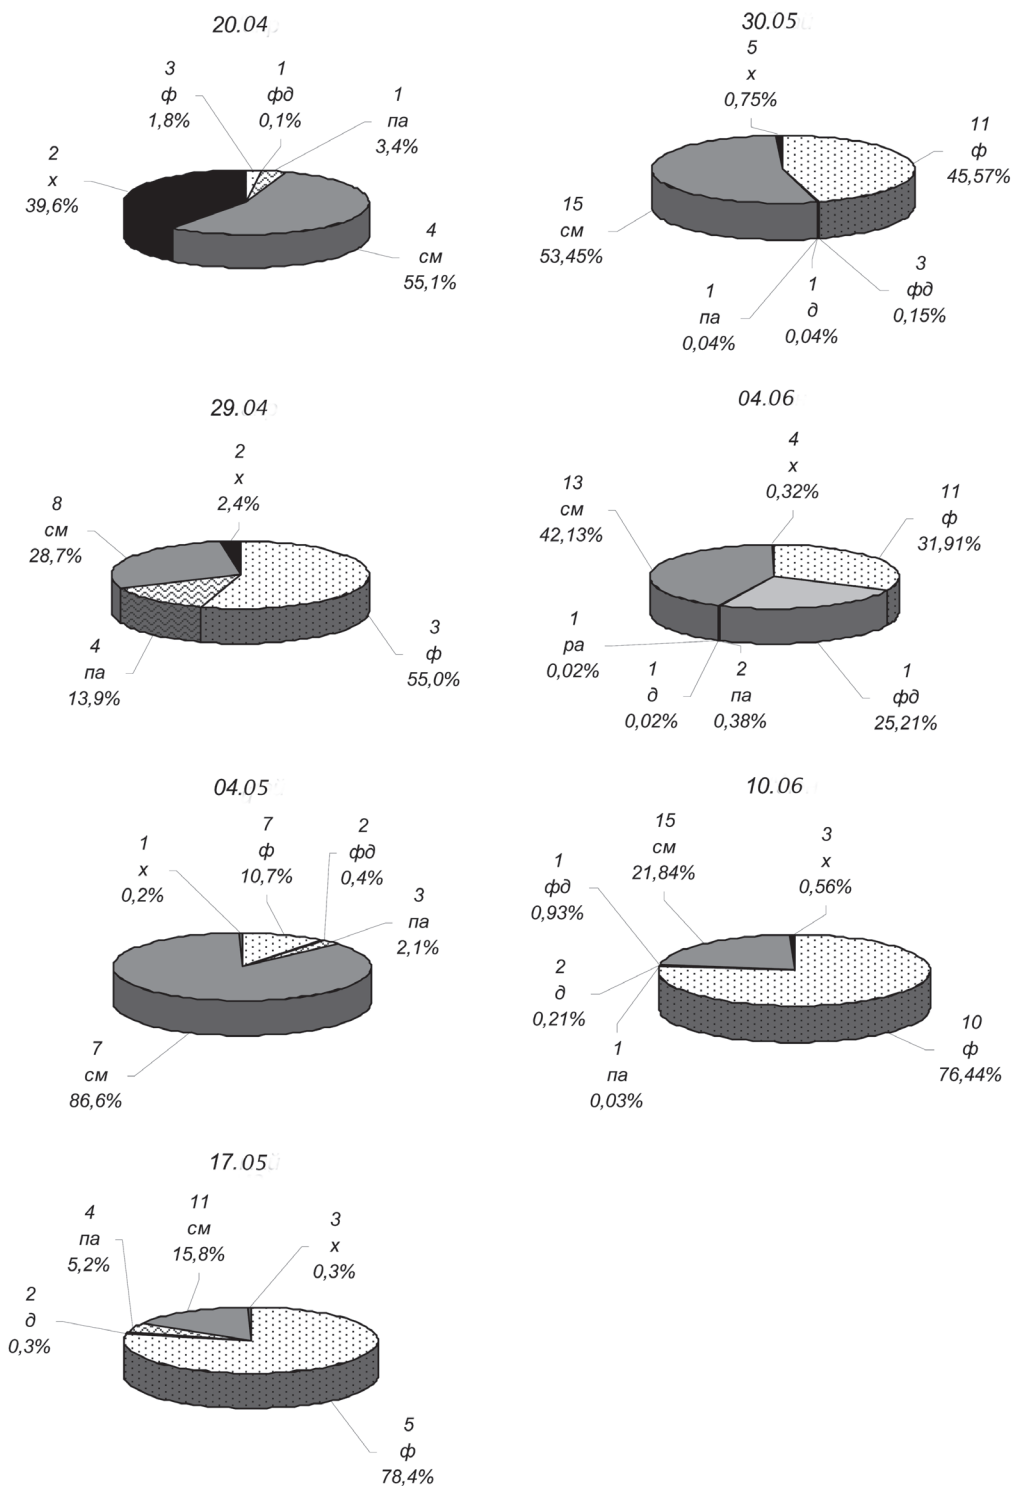 20.04
3
ф
1,8%
1
фд
0,1%
1
па
3,4%
2
х
39,6%
4
см
55,1%
30.05
5
х
0,75%
11
ф
45,57%
15
см
53,45%
3
фд
0,15%
1
д
0,04%
1
па
0,04%
29.04
2
х
2,4%
8
см
28,7%
3
ф
55,0%
4
па
13,9%
04.06
4
х
0,32%
13
см
42,13%
11
ф
31,91%
1
ра
0,02%
1
д
0,02%
2
па
0,38%
1
фд
25,21%
04.05
1
х
0,2%
7
ф
10,7%
2
фд
0,4%
3
па
2,1%
7
см
86,6%
10.06
15
см
21,84%
3
х
0,56%
1
фд
0,93%
2
д
0,21%
1
па
0,03%
10
ф
76,44%
17.05
4
па
5,2%
11
см
15,8%
3
х
0,3%
2
д
0,3%
5
ф
78,4%